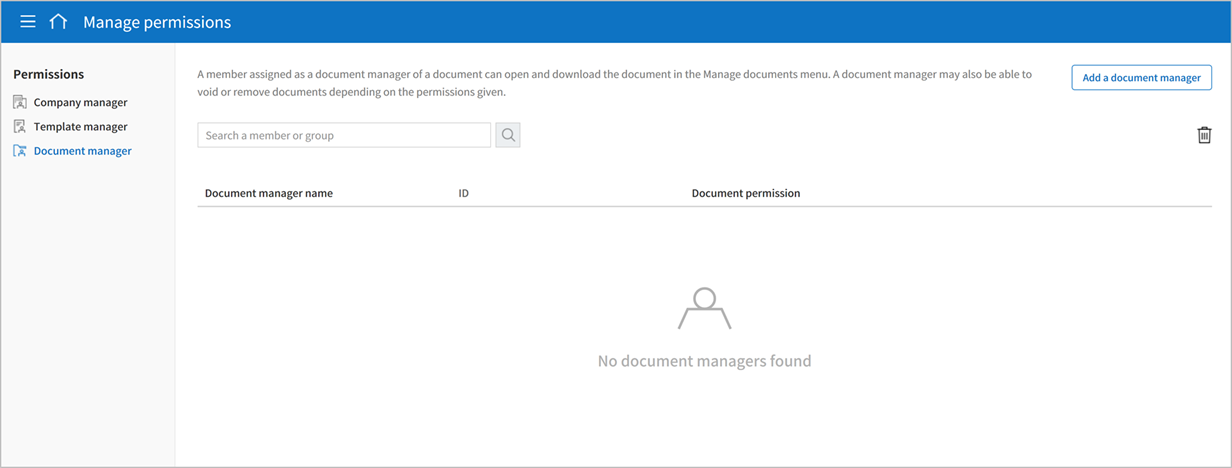 Manage permissions
Permissions
Company manager
Template manager
Document manager
A member assigned as a document manager of a document can open and download the document in the Manage documents menu. A document manager may also be able to
void or remove documents depending on the permissions given.
Add a document manager
Search a member or group
Document manager name ID Document permission
No document managers found